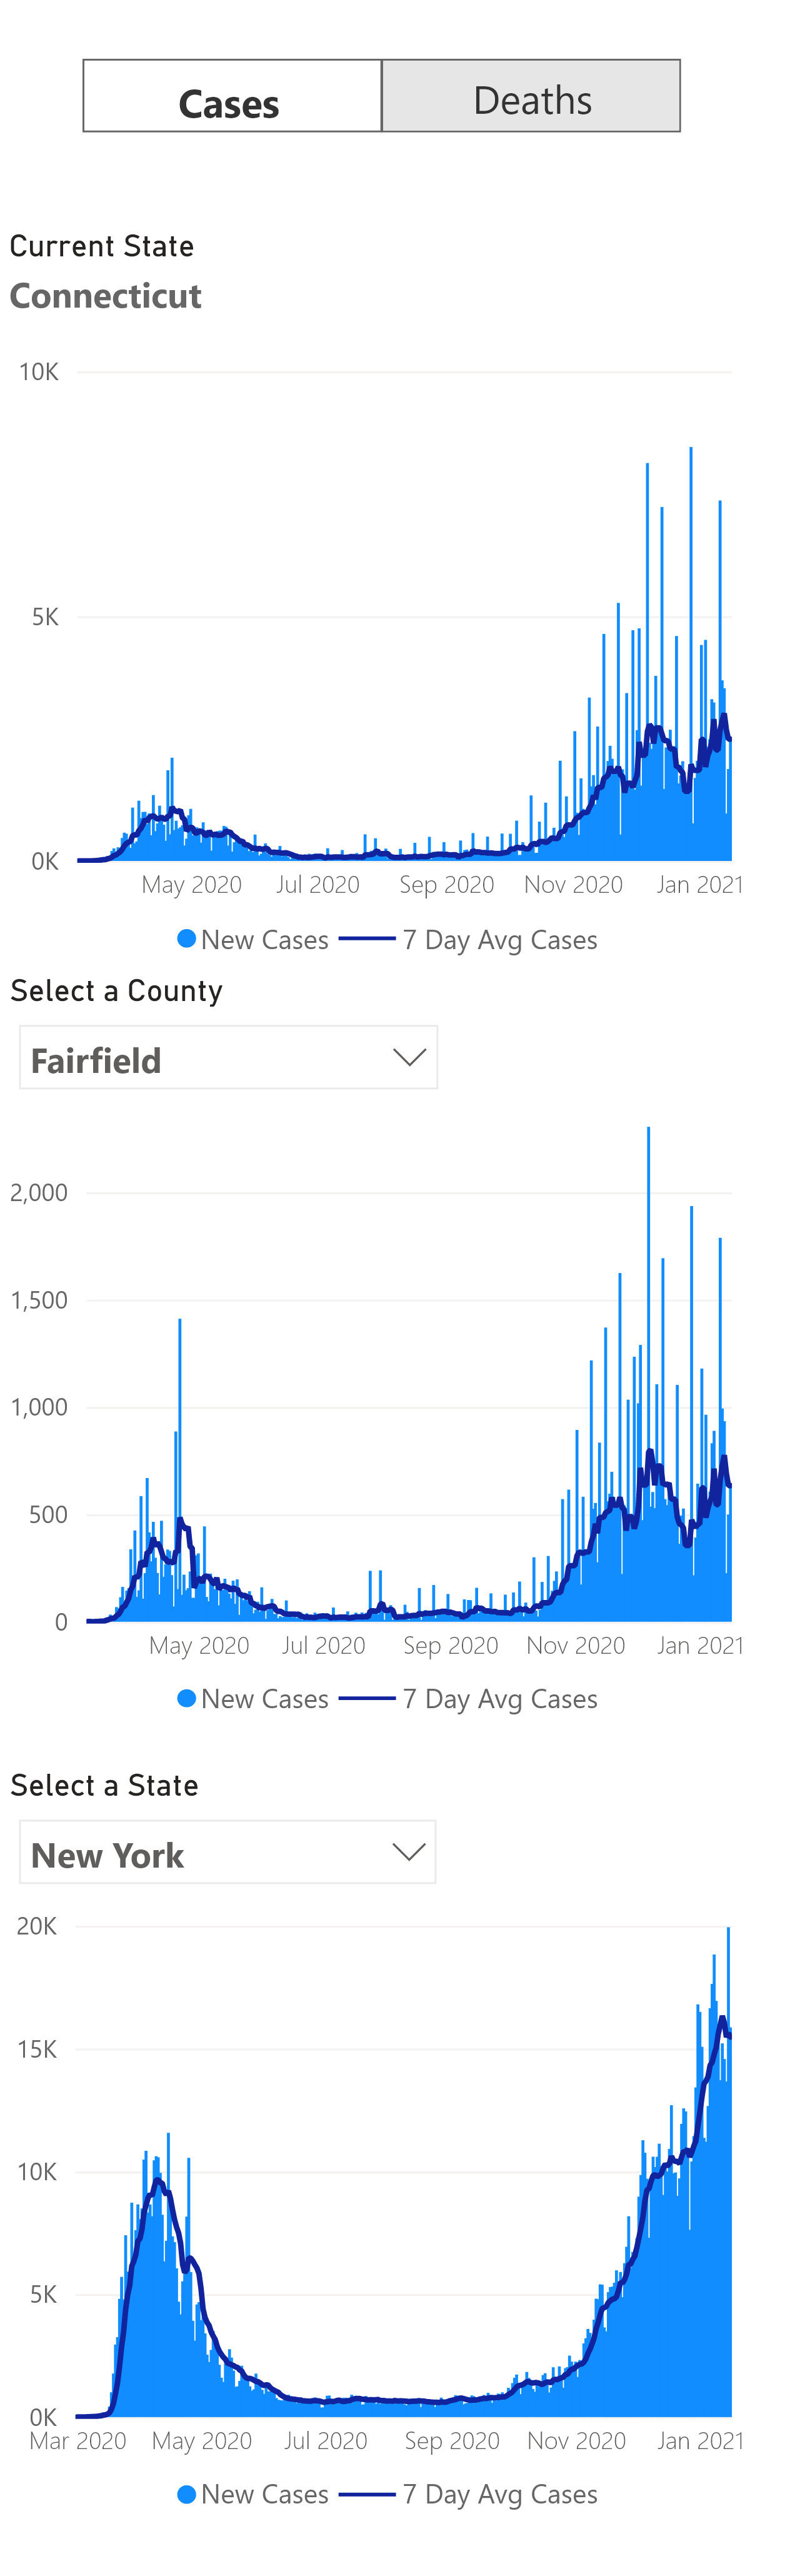 Cases Deaths
Current State
Connecticut
10K
5K
0K
May 2020 Jul 2020 Sep 2020 Nov 2020 Jan 2021
New Cases 7 Day Avg Cases
Select a County
Fairfield
2,000
1,500
1,000
500
0
May 2020 Jul 2020 Sep 2020 Nov 2020 Jan 2021
New Cases 7 Day Avg Cases
Select a State
New York
20K
15K
10K
5K
0K
Mar 2020 May 2020 Jul 2020 Sep 2020 Nov 2020 Jan 2021
New Cases 7 Day Avg Cases